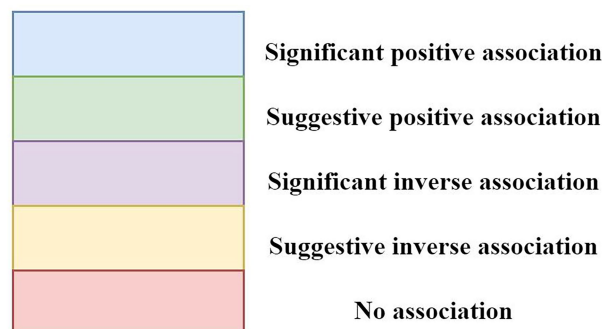 Significant positive association
Suggestive positive association
Significant inverse association
Suggestive inverse association
No association